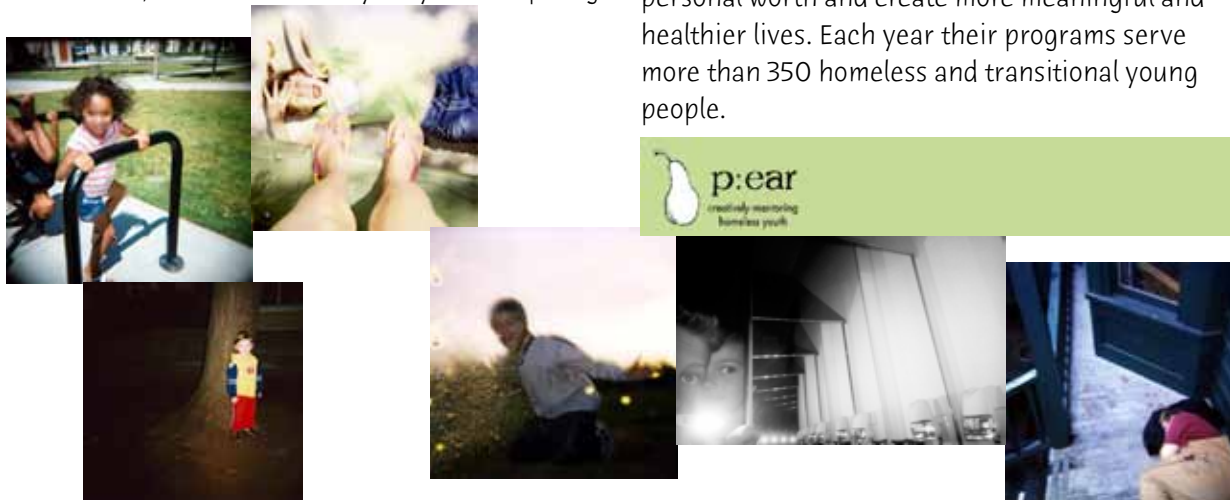 personal worth and create more meaningful and
healthier lives. Each year their programs serve
more than 350 homeless and transitional young
people.
p:ear
creatively mentoring
homeless youth